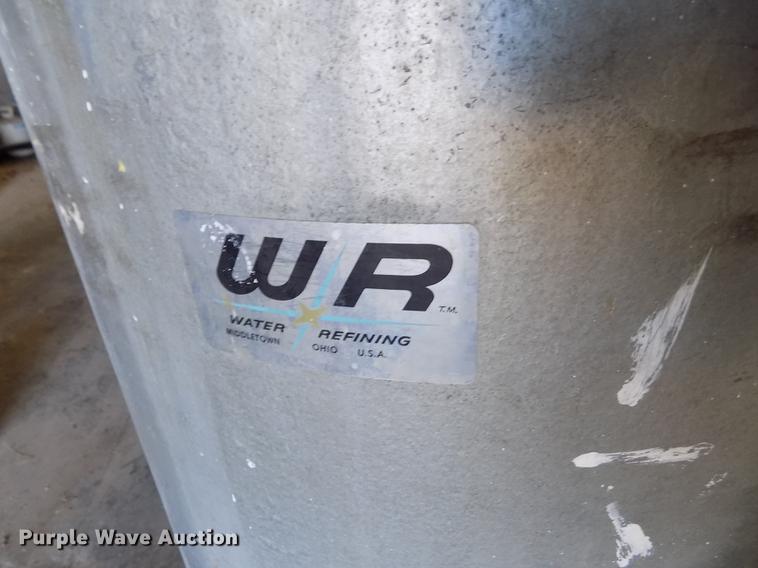 WR T.M.
WATER REFINING
MIDDLETOWN OHIO U.S.A.
Purple Wave Auction